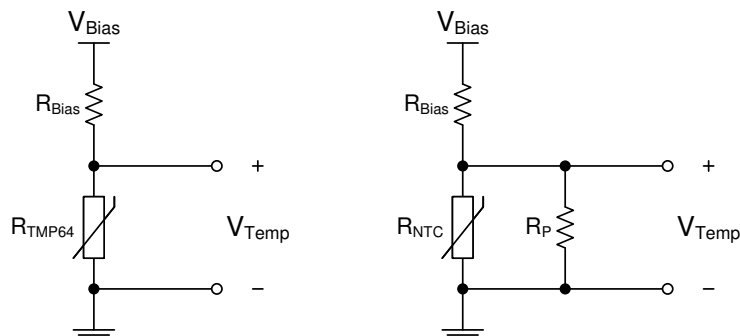 V_Bias V_Bias
R_Bias R_Bias
+ +
R_TMP64 V_Temp R_NTC R_P V_Temp
− −